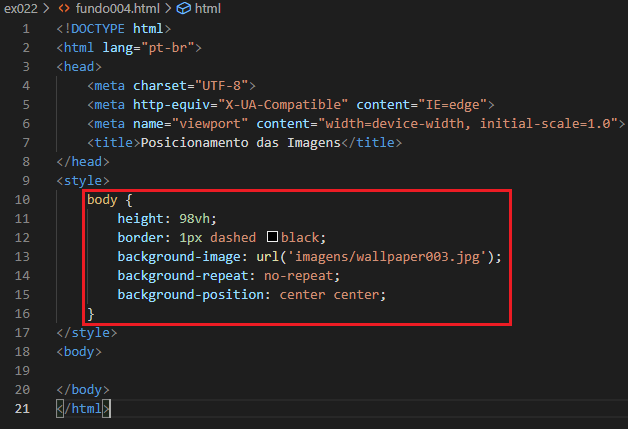 ex022 > fundo004.html > html
1 <!DOCTYPE html>
2 <html lang="pt-br">
3 <head>
4 <meta charset="UTF-8">
5 <meta http-equiv="X-UA-Compatible" content="IE=edge">
6 <meta name="viewport" content="width=device-width, initial-scale=1.0">
7 <title>Posicionamento das Imagens</title>
8 </head>
9 <style>
10 body {
11 height: 98vh;
12 border: 1px dashed black;
13 background-image: url('imagens/wallpaper003.jpg');
14 background-repeat: no-repeat;
15 background-position: center center;
16 }
17 </style>
18 <body>
19
20 </body>
21 </html>